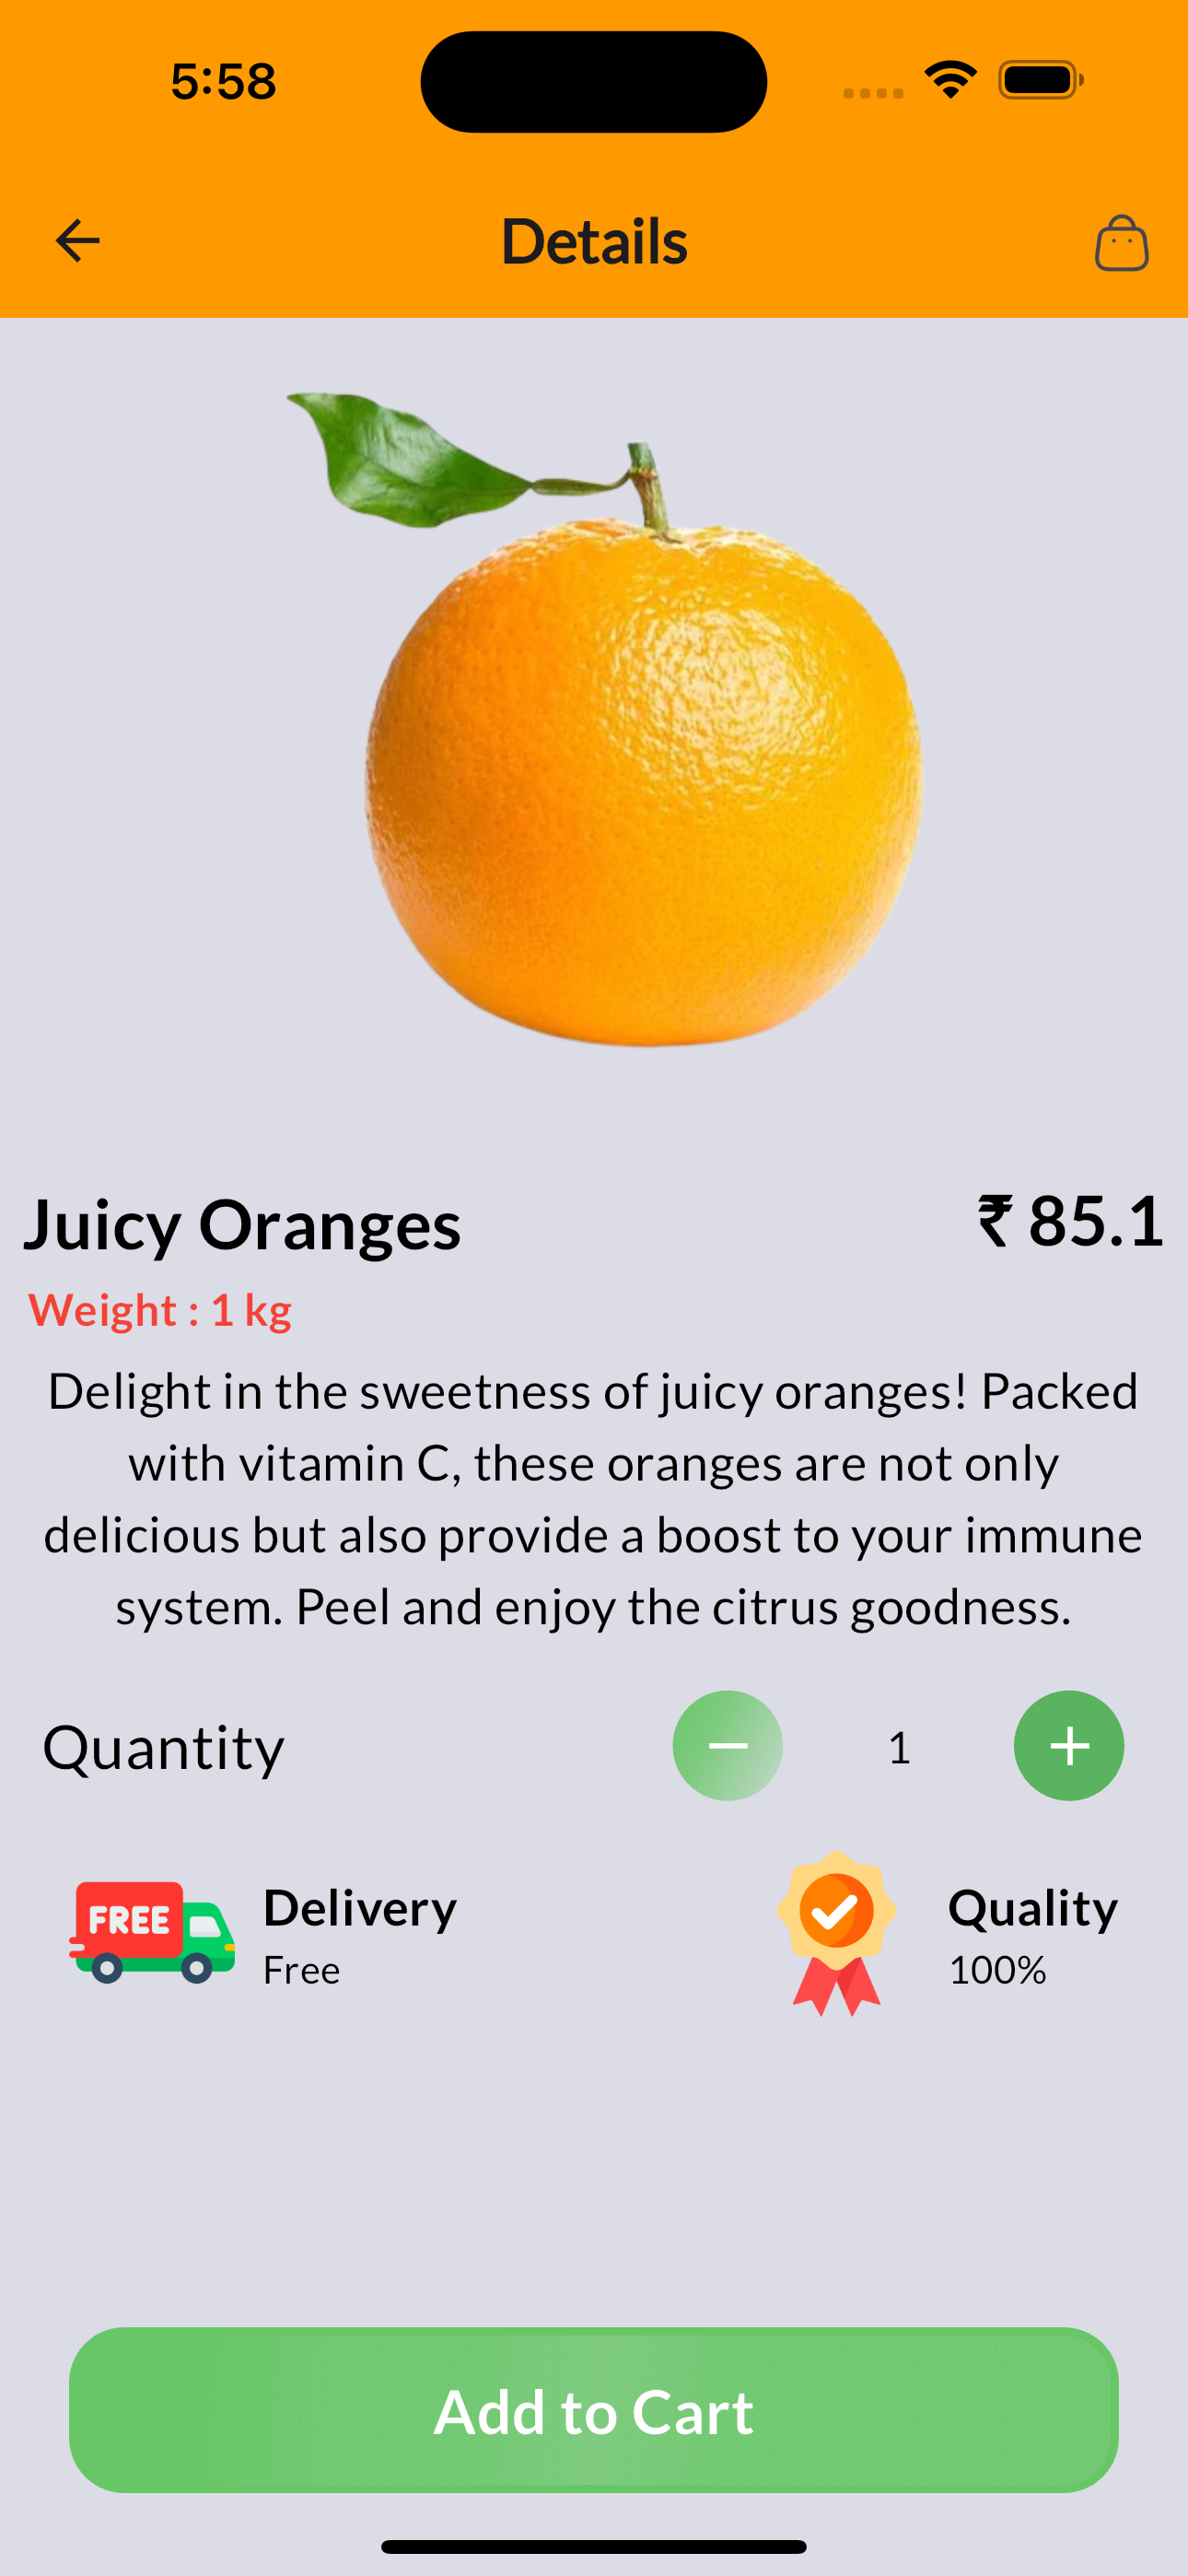 5:58
Details
Juicy Oranges
₹ 85.1
Weight : 1 kg
Delight in the sweetness of juicy oranges! Packed
with vitamin C, these oranges are not only
delicious but also provide a boost to your immune
system. Peel and enjoy the citrus goodness.
Quantity
1
FREE
Delivery
Free
Quality
100%
Add to Cart